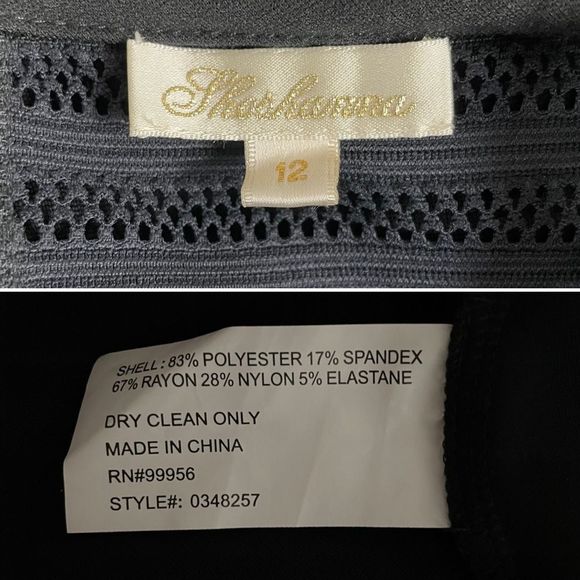 Shoshanna
12
SHELL: 83% POLYESTER 17% SPANDEX
67% RAYON 28% NYLON 5% ELASTANE
DRY CLEAN ONLY
MADE IN CHINA
RN#99956
STYLE#: 0348257